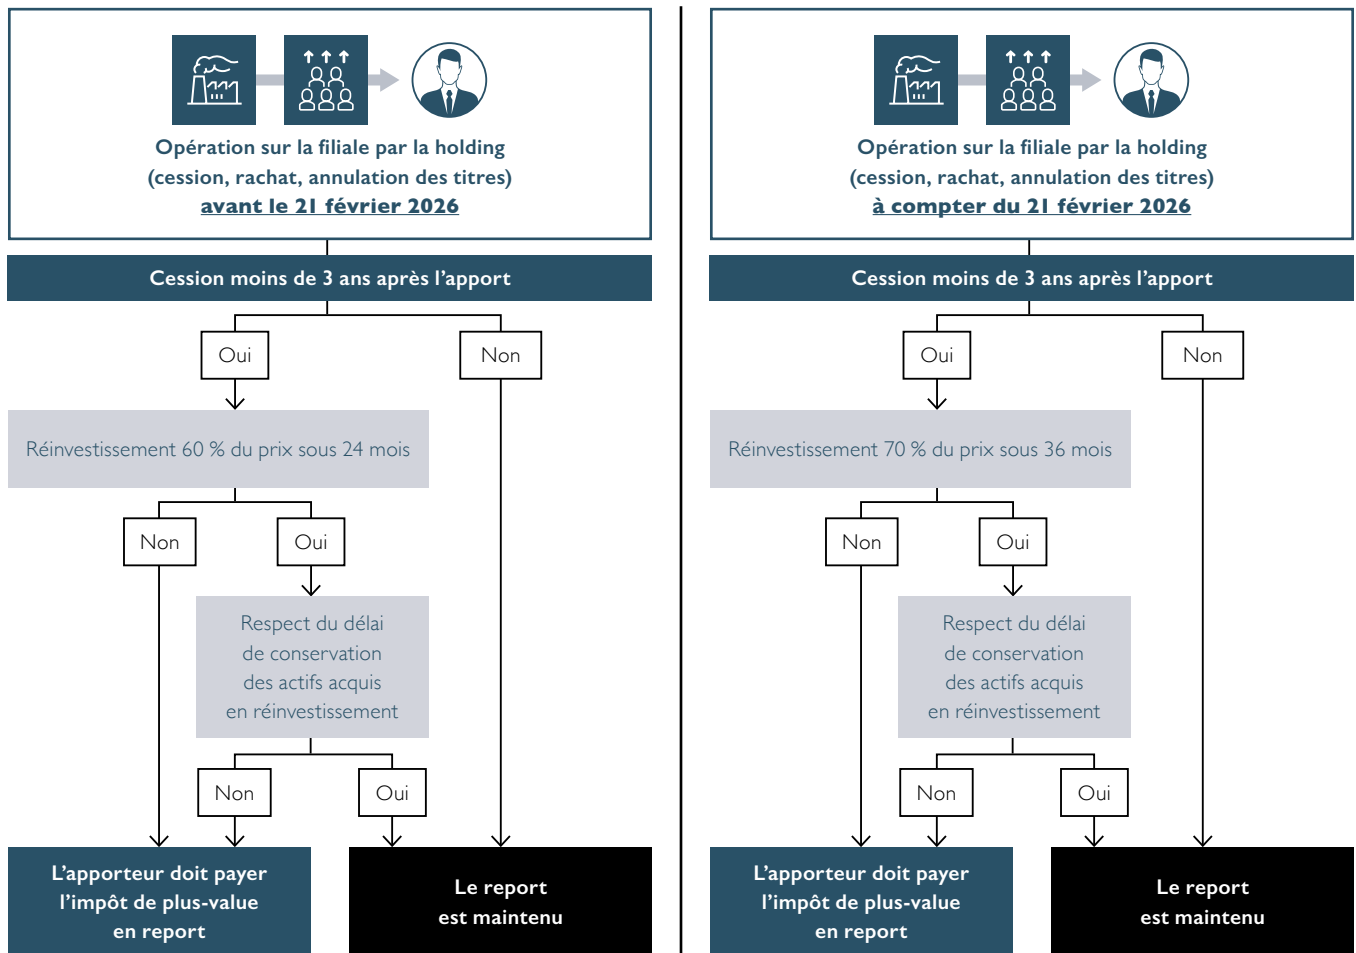 Opération sur la filiale par la holding
(cession, rachat, annulation des titres)
avant le 21 février 2026
Cession moins de 3 ans après l’apport
Oui
Non
Réinvestissement 60 % du prix sous 24 mois
Non
Oui
Respect du délai
de conservation
des actifs acquis
en réinvestissement
Non
Oui
L’apporteur doit payer
l’impôt de plus-value
en report
Le report
est maintenu
Opération sur la filiale par la holding
(cession, rachat, annulation des titres)
à compter du 21 février 2026
Cession moins de 3 ans après l’apport
Oui
Non
Réinvestissement 70 % du prix sous 36 mois
Non
Oui
Respect du délai
de conservation
des actifs acquis
en réinvestissement
Non
Oui
L’apporteur doit payer
l’impôt de plus-value
en report
Le report
est maintenu